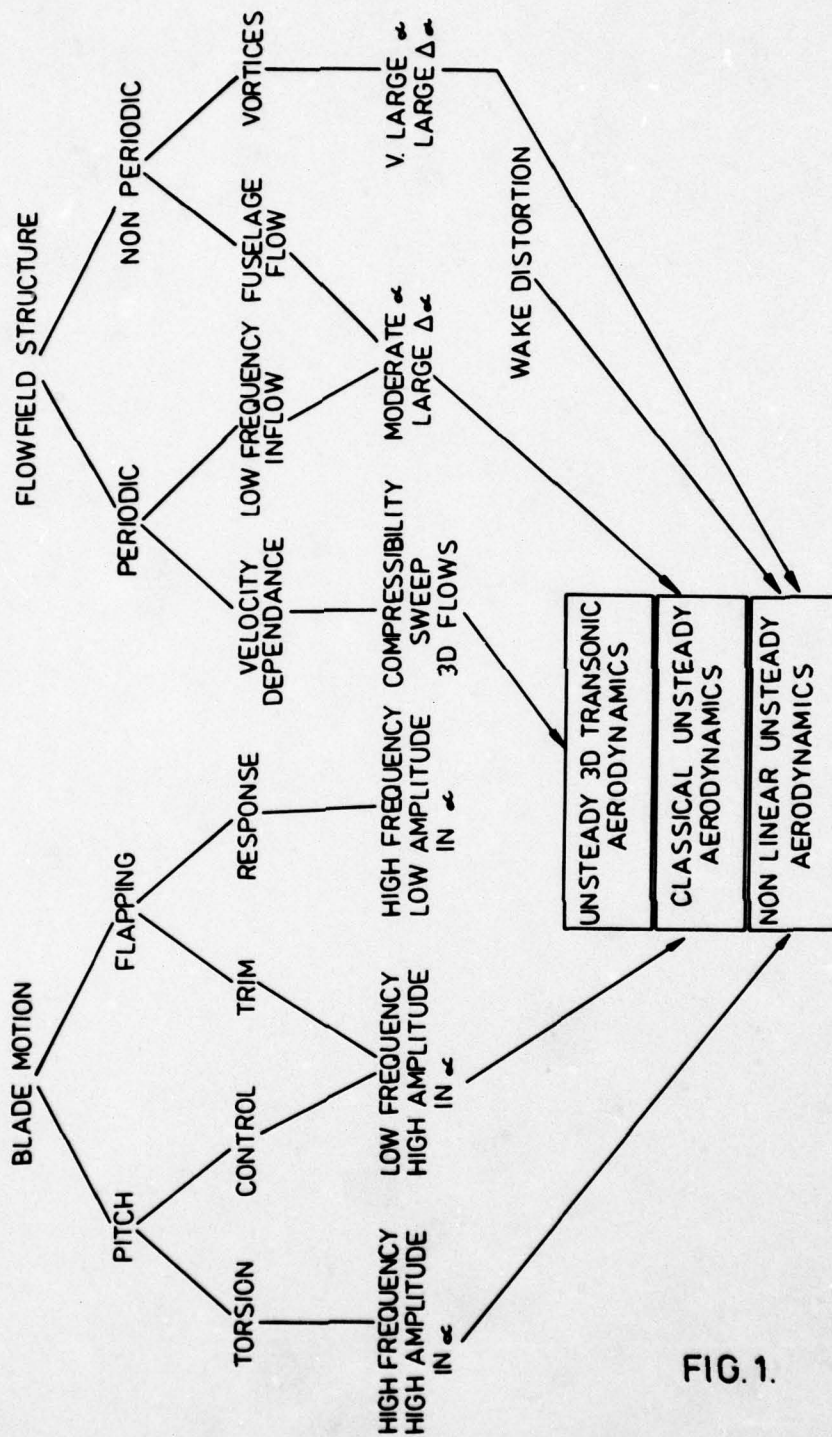 BLADE MOTION
FLOWFIELD STRUCTURE
PITCH
FLAPPING
PERIODIC
NON PERIODIC
TORSION
CONTROL
TRIM
RESPONSE
VELOCITY
DEPENDANCE
LOW FREQUENCY
INFLOW
FUSELAGE
FLOW
VORTICES
HIGH FREQUENCY
HIGH AMPLITUDE
IN α
LOW FREQUENCY
HIGH AMPLITUDE
IN α
HIGH FREQUENCY
LOW AMPLITUDE
IN α
COMPRESSIBILITY
SWEEP
3D FLOWS
MODERATE α
LARGE Δα
V. LARGE α
LARGE Δα
WAKE DISTORTION
UNSTEADY 3D TRANSONIC
AERODYNAMICS
CLASSICAL UNSTEADY
AERODYNAMICS
NON LINEAR UNSTEADY
AERODYNAMICS
FIG.1.